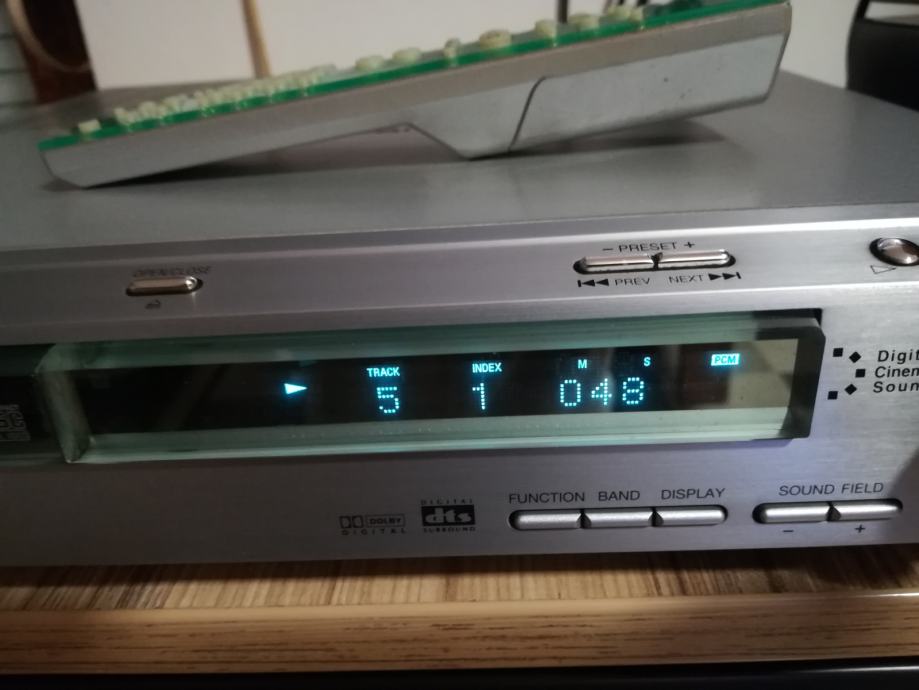 OPEN/CLOSE
− PRESET +
PREV NEXT
TRACK INDEX M S PCM
5 1 048
Digit
Cinem
Soun
DOLBY
DIGITAL
DIGITAL
dts
SURROUND
FUNCTION BAND DISPLAY
SOUND FIELD
− +